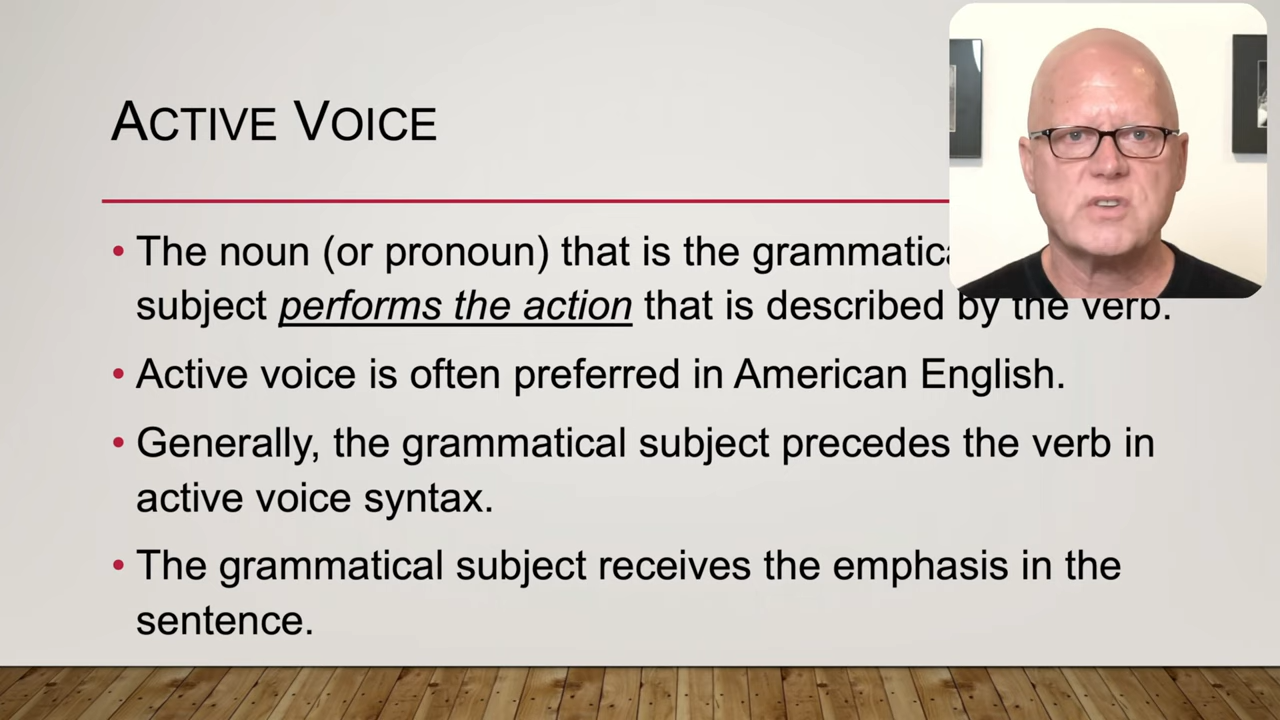 ACTIVE VOICE
• The noun (or pronoun) that is the grammatica
subject performs the action that is described by the verb.
• Active voice is often preferred in American English.
• Generally, the grammatical subject precedes the verb in
active voice syntax.
• The grammatical subject receives the emphasis in the
sentence.